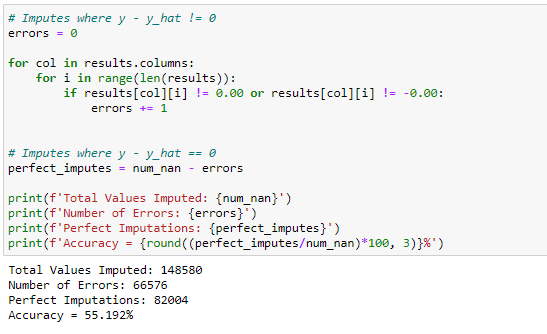 # Imputes where y - y_hat != 0
errors = 0
for col in results.columns:
    for i in range(len(results)):
        if results[col][i] != 0.00 or results[col][i] != -0.00:
            errors += 1
# Imputes where y - y_hat == 0
perfect_imputes = num_nan - errors
print(f'Total Values Imputed: {num_nan}')
print(f'Number of Errors: {errors}')
print(f'Perfect Imputations: {perfect_imputes}')
print(f'Accuracy = {round((perfect_imputes/num_nan)*100, 3)}%')
Total Values Imputed: 148580
Number of Errors: 66576
Perfect Imputations: 82004
Accuracy = 55.192%